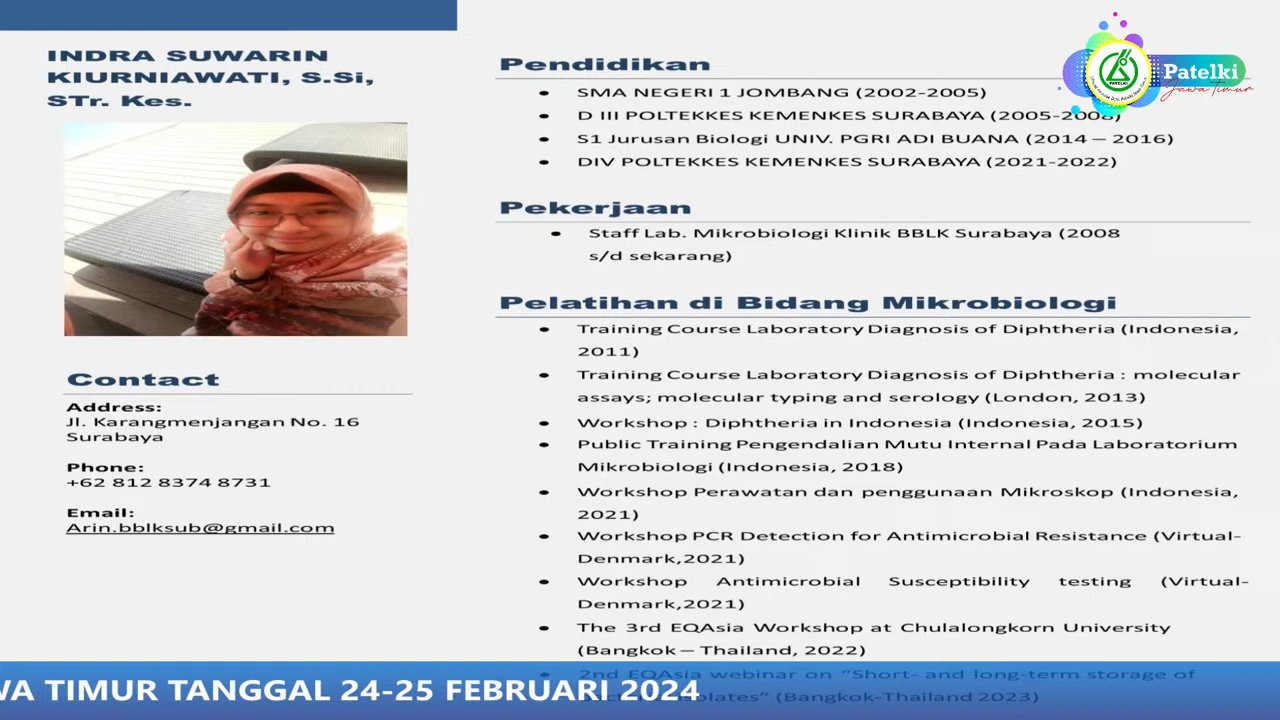 INDRA SUWARIN
KIURNIAWATI, S.Si,
STr. Kes.
Contact
Address:
Jl. Karangmenjangan No. 16
Surabaya
Phone:
+62 812 8374 8731
Email:
Arin.bblksub@gmail.com
Pendidikan
• SMA NEGERI 1 JOMBANG (2002-2005)
• D III POLTEKKES KEMENKES SURABAYA (2005-2008)
• S1 Jurusan Biologi UNIV. PGRI ADI BUANA (2014 – 2016)
• DIV POLTEKKES KEMENKES SURABAYA (2021-2022)
Pekerjaan
• Staff Lab. Mikrobiologi Klinik BBLK Surabaya (2008
s/d sekarang)
Pelatihan di Bidang Mikrobiologi
• Training Course Laboratory Diagnosis of Diphtheria (Indonesia,
2011)
• Training Course Laboratory Diagnosis of Diphtheria : molecular
assays; molecular typing and serology (London, 2013)
• Workshop : Diphtheria in Indonesia (Indonesia, 2015)
• Public Training Pengendalian Mutu Internal Pada Laboratorium
Mikrobiologi (Indonesia, 2018)
• Workshop Perawatan dan penggunaan Mikroskop (Indonesia,
2021)
• Workshop PCR Detection for Antimicrobial Resistance (Virtual-
Denmark,2021)
• Workshop Antimicrobial Susceptibility testing (Virtual-
Denmark,2021)
• The 3rd EQAsia Workshop at Chulalongkorn University
(Bangkok – Thailand, 2022)
• 2nd EQAsia webinar on “Short- and long-term storage of
(Bangkok-Thailand 2023)
PATELKI
Patelki
Jawa Timur
WA TIMUR TANGGAL 24-25 FEBRUARI 2024